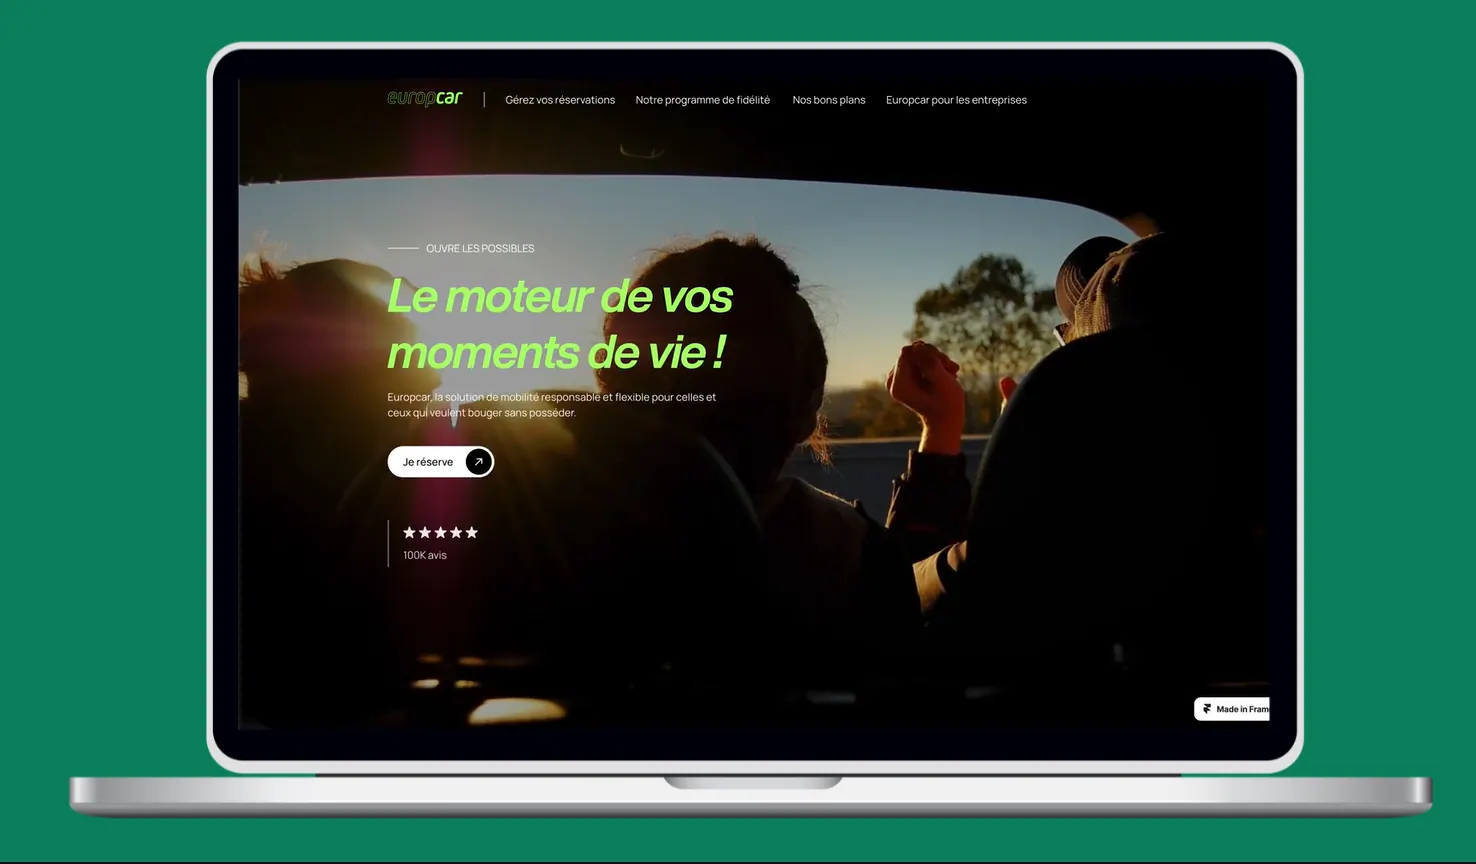 europcar
Gérez vos réservations
Notre programme de fidélité
Nos bons plans
Europcar pour les entreprises
OUVRE LES POSSIBLES
Le moteur de vos
moments de vie !
Europcar, la solution de mobilité responsable et flexible pour celles et
ceux qui veulent bouger sans posséder.
Je réserve
100K avis
Made in Fram